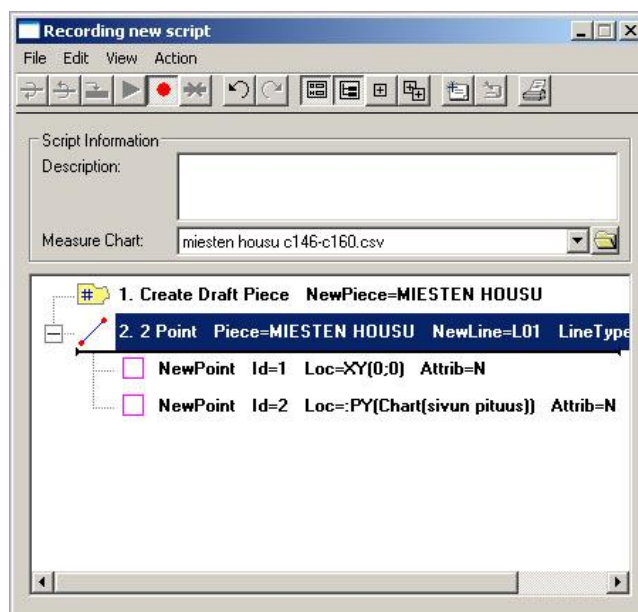 Recording new script
File Edit View Action
Script Information
Description:
Measure Chart: miesten housu c146-c160.csv
# 1. Create Draft Piece NewPiece=MIESTEN HOUSU
2. 2 Point Piece=MIESTEN HOUSU NewLine=L01 LineType
NewPoint Id=1 Loc=XY(0;0) Attrib=N
NewPoint Id=2 Loc=:PY(Chart(sivun pituus)) Attrib=N